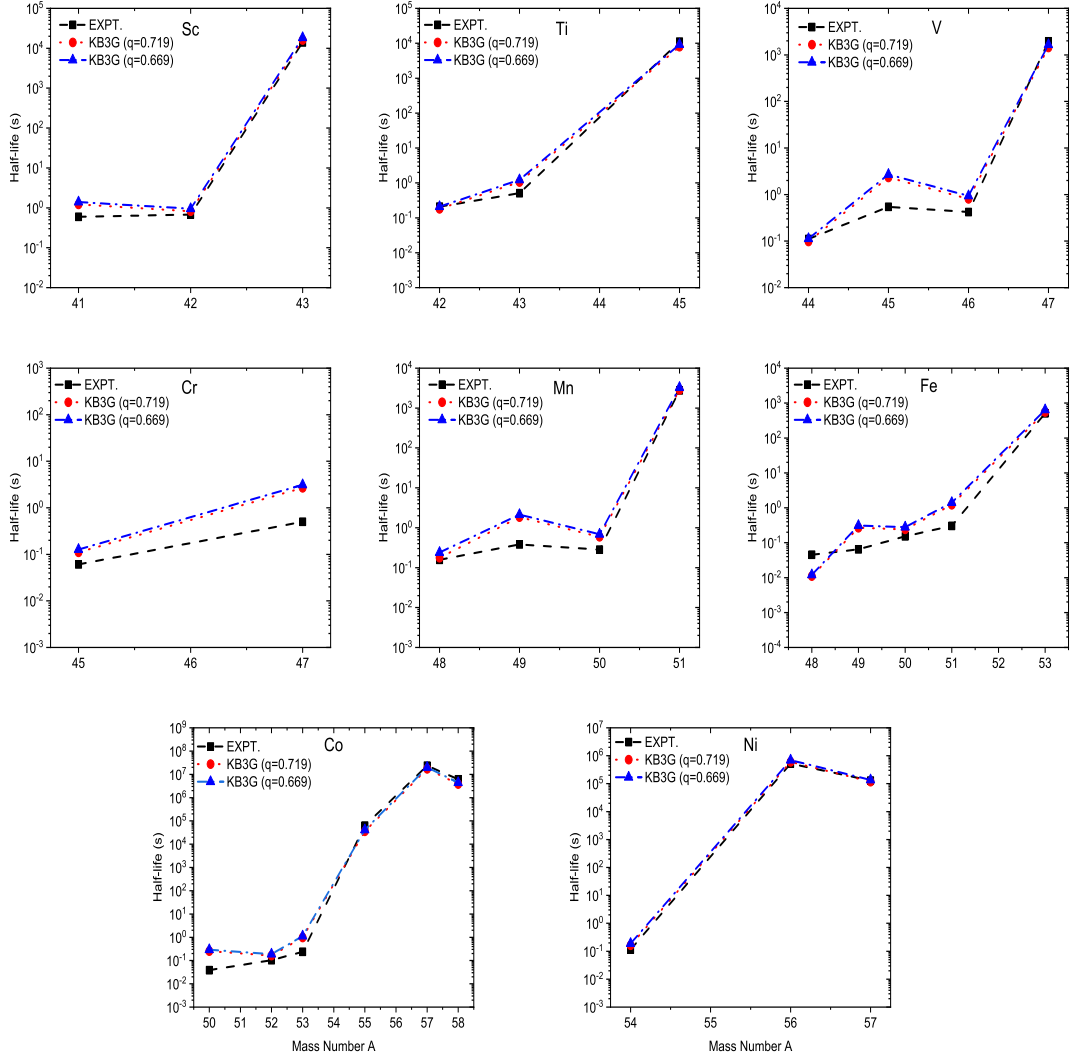 Sc
EXPT.
KB3G (q=0.719)
KB3G (q=0.669)
Half-life (s)
10^5
10^4
10^3
10^2
10^1
10^0
10^-1
10^-2
41 42 43
Ti
EXPT.
KB3G (q=0.719)
KB3G (q=0.669)
Half-life (s)
10^5
10^4
10^3
10^2
10^1
10^0
10^-1
10^-2
10^-3
42 43 44 45
V
EXPT.
KB3G (q=0.719)
KB3G (q=0.669)
Half-life (s)
10^4
10^3
10^2
10^1
10^0
10^-1
10^-2
44 45 46 47
Cr
EXPT.
KB3G (q=0.719)
KB3G (q=0.669)
Half-life (s)
10^3
10^2
10^1
10^0
10^-1
10^-2
10^-3
45 46 47
Mn
EXPT.
KB3G (q=0.719)
KB3G (q=0.669)
Half-life (s)
10^4
10^3
10^2
10^1
10^0
10^-1
10^-2
10^-3
48 49 50 51
Fe
EXPT.
KB3G (q=0.719)
KB3G (q=0.669)
Half-life (s)
10^4
10^3
10^2
10^1
10^0
10^-1
10^-2
10^-3
10^-4
48 49 50 51 52 53
Co
EXPT.
KB3G (q=0.719)
KB3G (q=0.669)
Half-life (s)
10^9
10^8
10^7
10^6
10^5
10^4
10^3
10^2
10^1
10^0
10^-1
10^-2
10^-3
50 51 52 53 54 55 56 57 58
Mass Number A
Ni
EXPT.
KB3G (q=0.719)
KB3G (q=0.669)
Half-life (s)
10^7
10^6
10^5
10^4
10^3
10^2
10^1
10^0
10^-1
10^-2
10^-3
54 55 56 57
Mass Number A